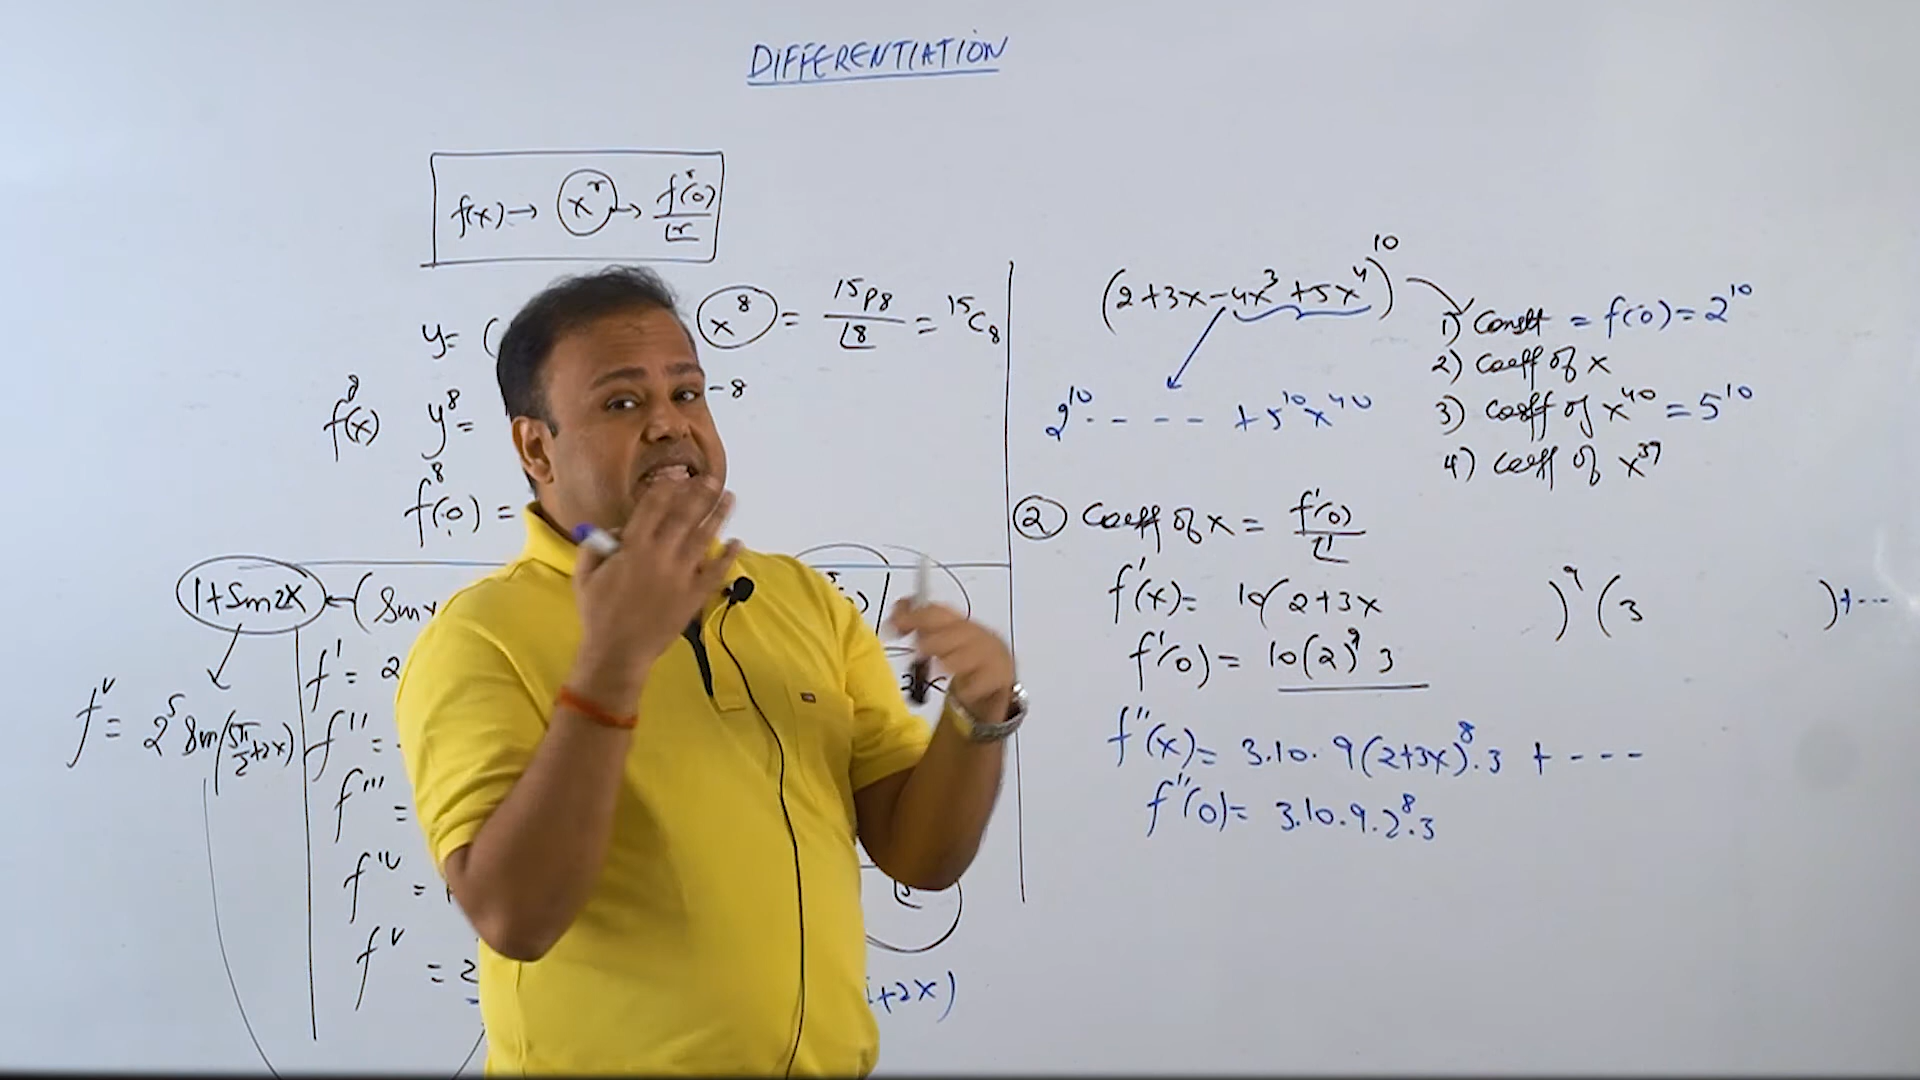 DIFFERENTIATION
f(x) → x^r → f^r(0)/⌊r
y = (
x^8 = 15P8/⌊8 = 15C8
f^8(x) y^8 =
-8
f^8(0) =
1+Sin2x ← (Sinx
f' = 2
f^v = 2^5 Sin(5π/2+2x)
f'' =
f''' =
f^iv =
f^v = 2
+2x)
(2+3x-4x^3+5x^4)^10
1) Constt = f(0) = 2^10
2) Coeff of x
3) Coeff of x^40 = 5^10
4) Coeff of x^39
2^10 - - - - + 5^10 x^40
② Coeff of x = f'(0)/⌊1
f'(x) = 10(2+3x )^9 (3 )+---
f'(0) = 10(2)^9 3
f''(x) = 3.10.9(2+3x)^8.3 + ---
f''(0) = 3.10.9.2^8.3